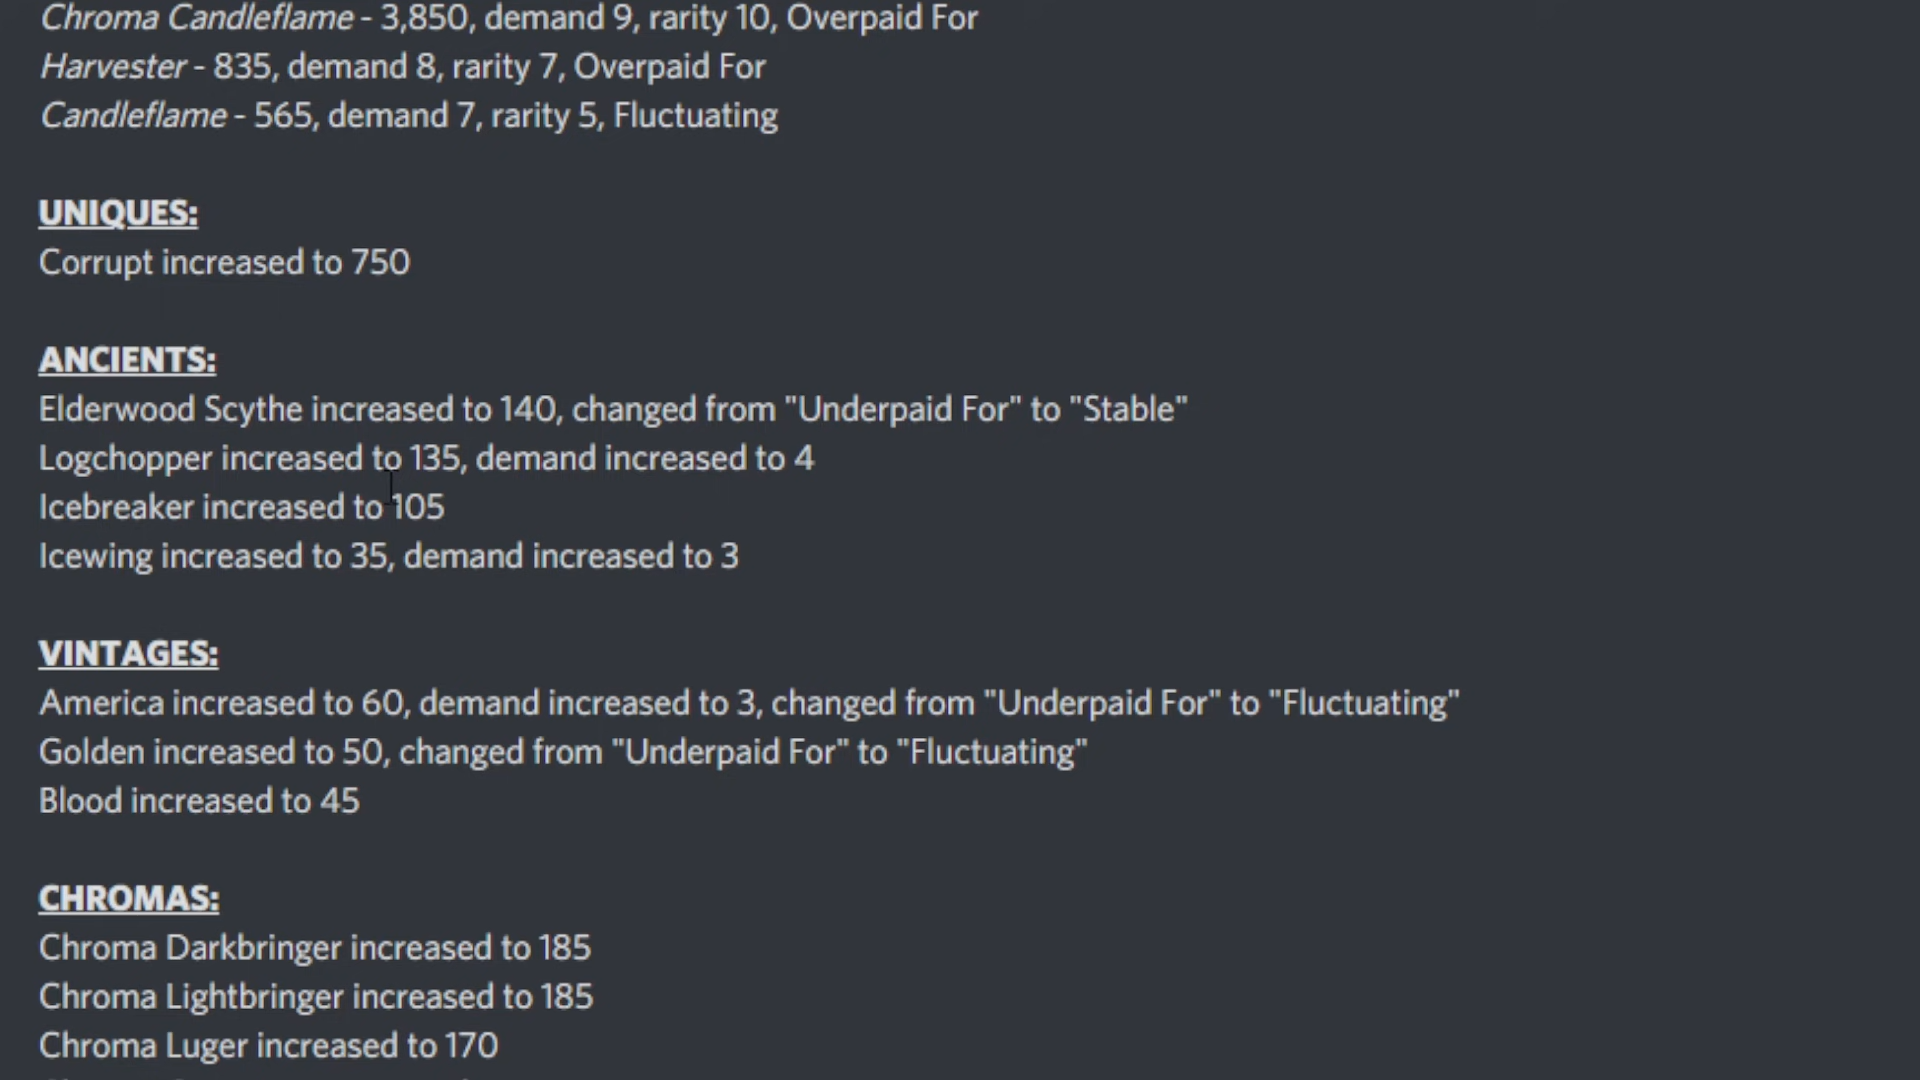 Chroma Candleflame - 3,850, demand 9, rarity 10, Overpaid For
Harvester - 835, demand 8, rarity 7, Overpaid For
Candleflame - 565, demand 7, rarity 5, Fluctuating
UNIQUES:
Corrupt increased to 750
ANCIENTS:
Elderwood Scythe increased to 140, changed from "Underpaid For" to "Stable"
Logchopper increased to 135, demand increased to 4
Icebreaker increased to 105
Icewing increased to 35, demand increased to 3
VINTAGES:
America increased to 60, demand increased to 3, changed from "Underpaid For" to "Fluctuating"
Golden increased to 50, changed from "Underpaid For" to "Fluctuating"
Blood increased to 45
CHROMAS:
Chroma Darkbringer increased to 185
Chroma Lightbringer increased to 185
Chroma Luger increased to 170